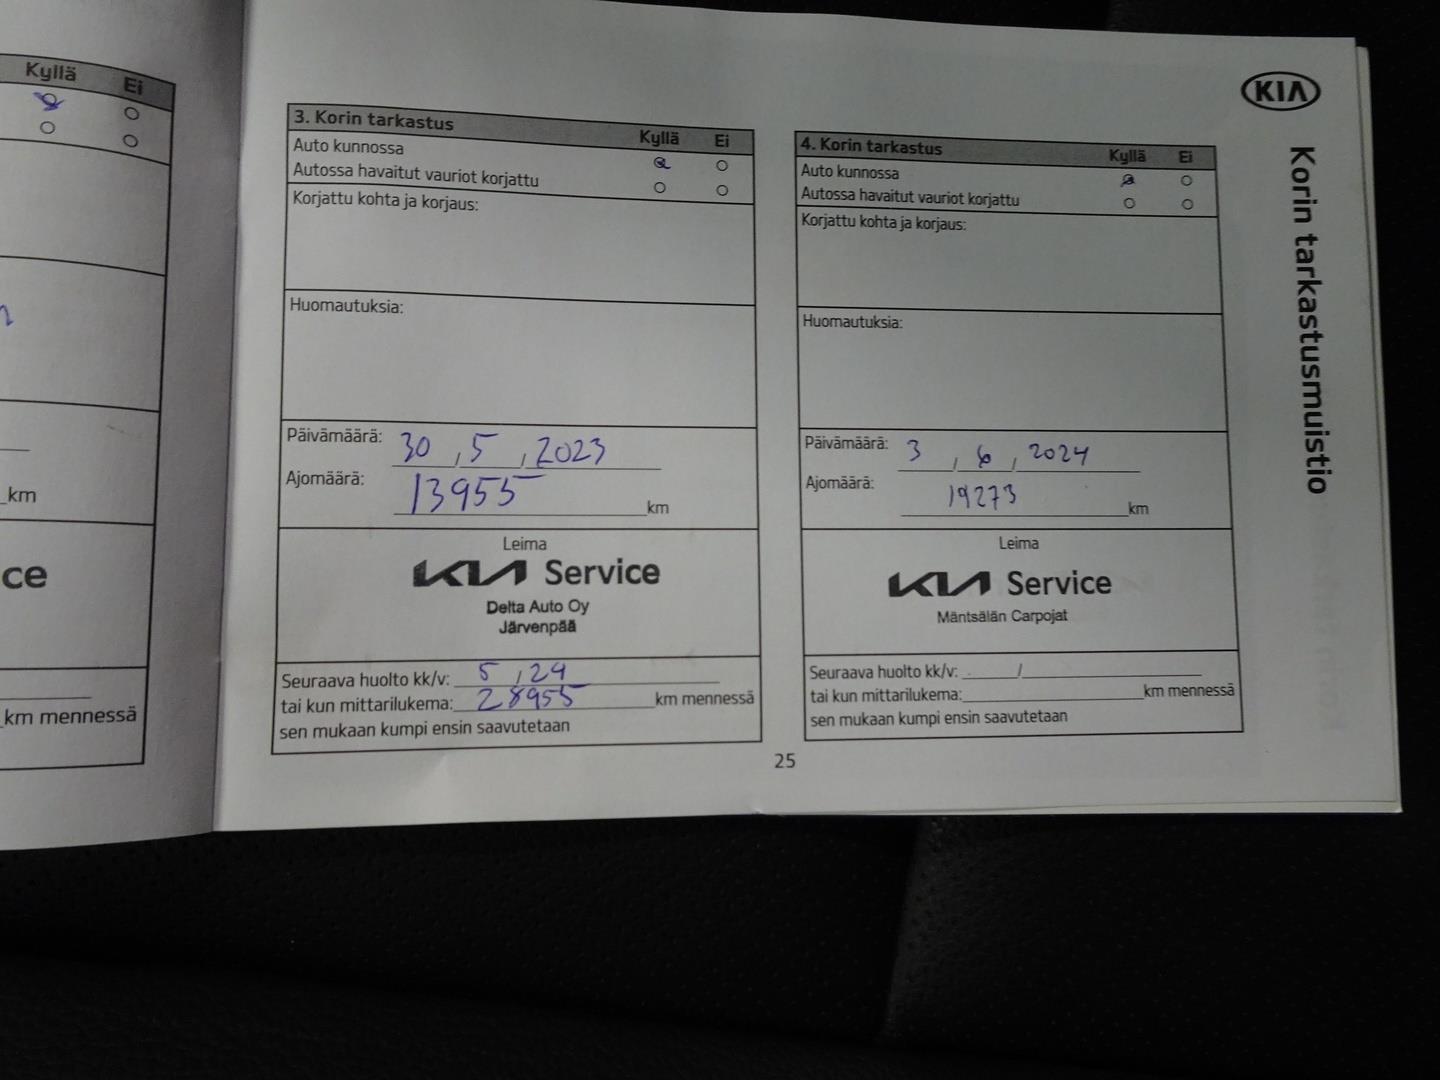 Kyllä Ei
km
ce
km mennessä
3. Korin tarkastus Kyllä Ei
Auto kunnossa
Autossa havaitut vauriot korjattu
Korjattu kohta ja korjaus:
Huomautuksia:
Päivämäärä: 30 , 5 , 2023
Ajomäärä: 13955 km
Leima
KIA Service
Delta Auto Oy
Järvenpää
Seuraava huolto kk/v: 5 , 24
tai kun mittarilukema: 28955 km mennessä
sen mukaan kumpi ensin saavutetaan
4. Korin tarkastus Kyllä Ei
Auto kunnossa
Autossa havaitut vauriot korjattu
Korjattu kohta ja korjaus:
Huomautuksia:
Päivämäärä: 3 , 6 , 2024
Ajomäärä: 19273 km
Leima
KIA Service
Mäntsälän Carpojat
Seuraava huolto kk/v: /
tai kun mittarilukema: km mennessä
sen mukaan kumpi ensin saavutetaan
KIA
Korin tarkastusmuistio
25